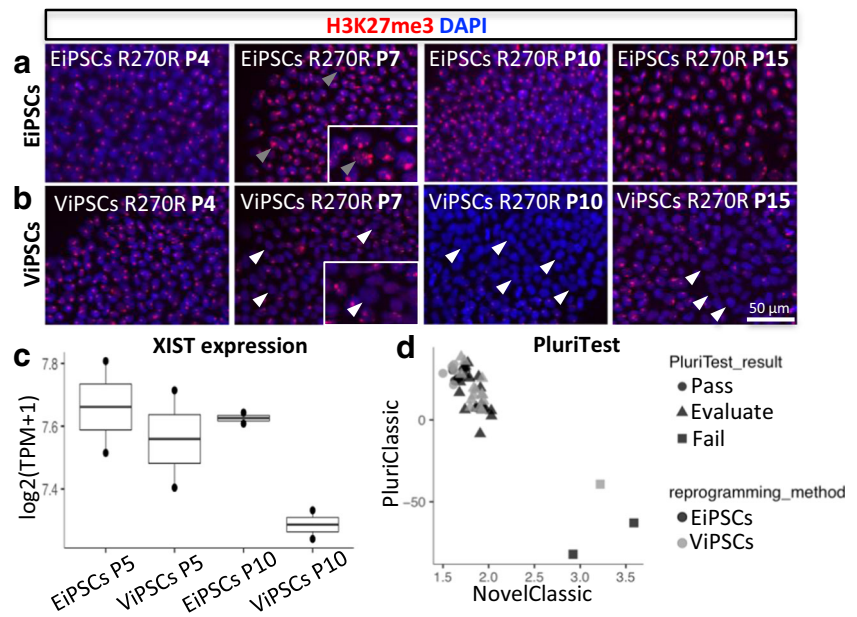 H3K27me3 DAPI
a
EiPSCs
EiPSCs R270R P4
EiPSCs R270R P7
EiPSCs R270R P10
EiPSCs R270R P15
b
ViPSCs
ViPSCs R270R P4
ViPSCs R270R P7
ViPSCs R270R P10
ViPSCs R270R P15
50 µm
c
XIST expression
log2(TPM+1)
7.8
7.6
7.4
EiPSCs P5
ViPSCs P5
EiPSCs P10
ViPSCs P10
d
PluriTest
PluriClassic
0
−50
1.5 2.0 2.5 3.0 3.5
NovelClassic
PluriTest_result
Pass
Evaluate
Fail
reprogramming_method
EiPSCs
ViPSCs